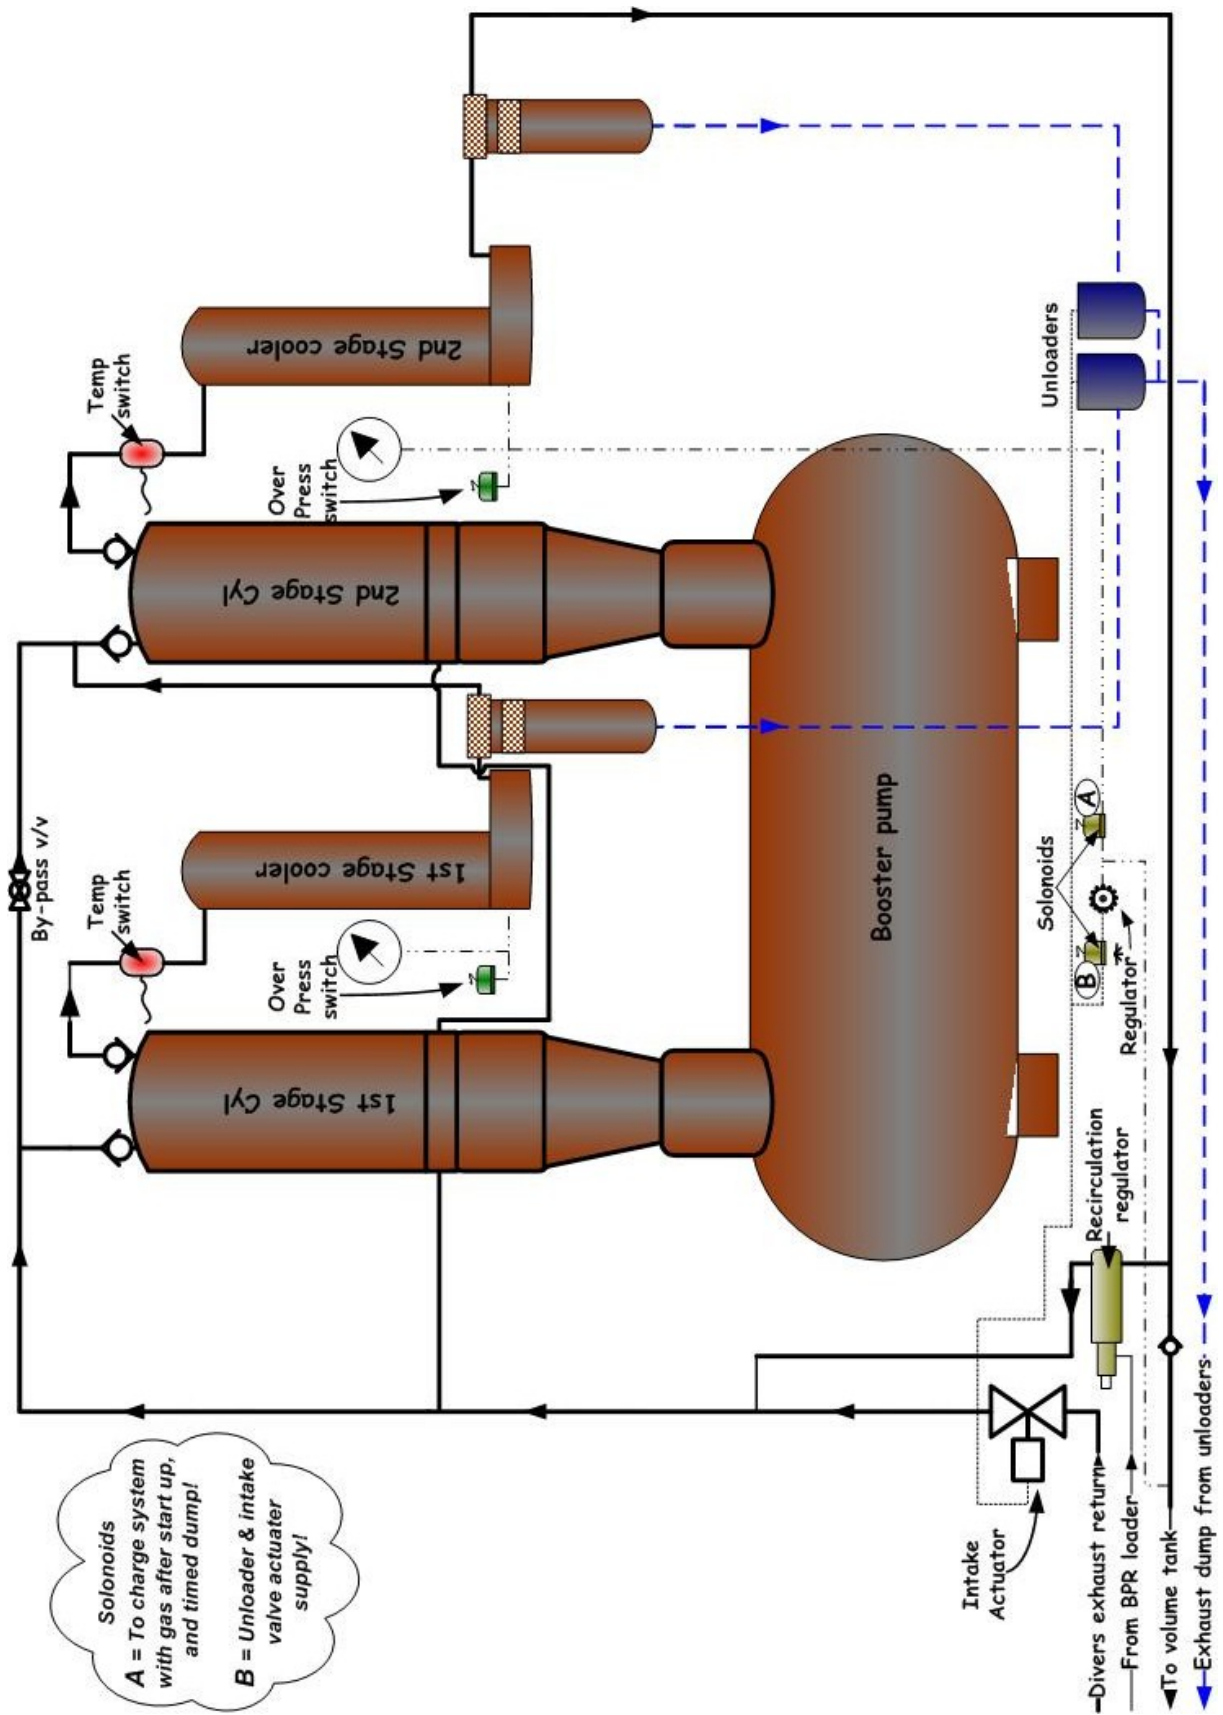 Solonoids
A = To charge system
with gas after start up,
and timed dump!
B = Unloader & intake
valve actuater
supply!
By-pass v/v
Temp
switch
Temp
switch
1st Stage Cyl
1st Stage cooler
2nd Stage Cyl
2nd Stage cooler
Over
Press
switch
Over
Press
switch
Booster pump
Unloaders
Solonoids
A
B
Regulator
Recirculation
regulator
Intake
Actuator
Divers exhaust return
From BPR loader
To volume tank
Exhaust dump from unloaders